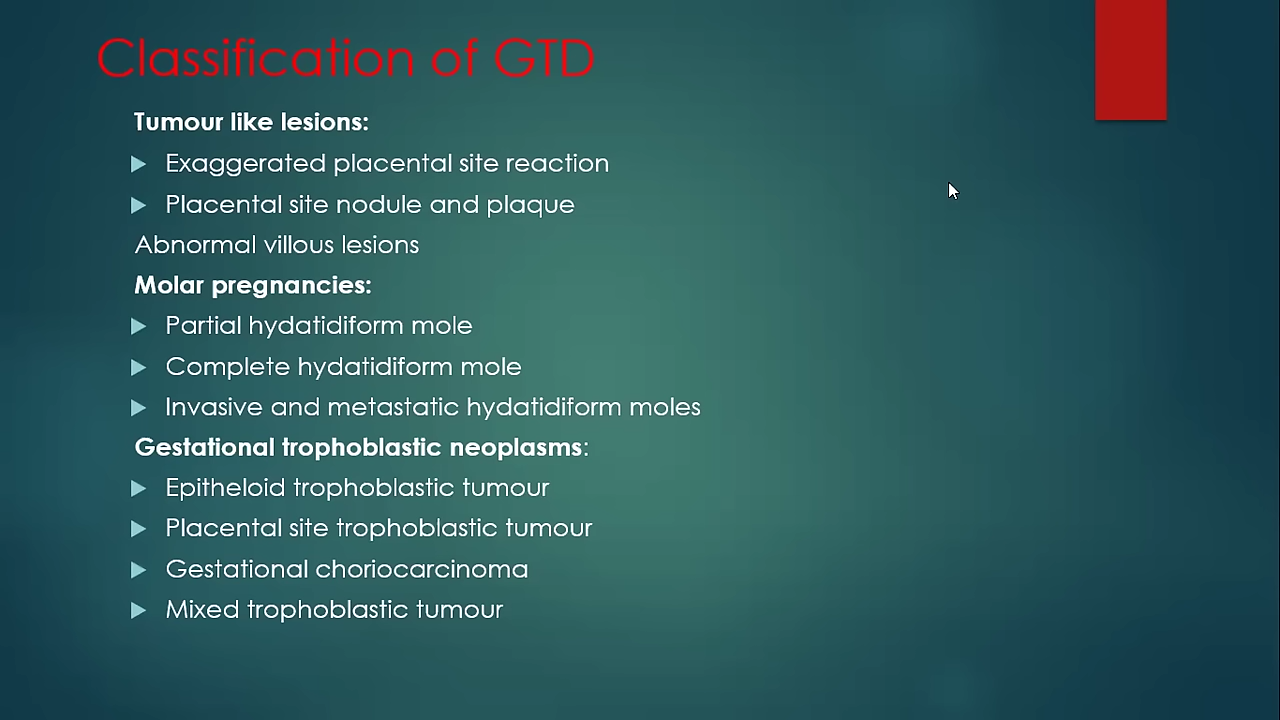 Classification of GTD
Tumour like lesions:
Exaggerated placental site reaction
Placental site nodule and plaque
Abnormal villous lesions
Molar pregnancies:
Partial hydatidiform mole
Complete hydatidiform mole
Invasive and metastatic hydatidiform moles
Gestational trophoblastic neoplasms:
Epitheloid trophoblastic tumour
Placental site trophoblastic tumour
Gestational choriocarcinoma
Mixed trophoblastic tumour